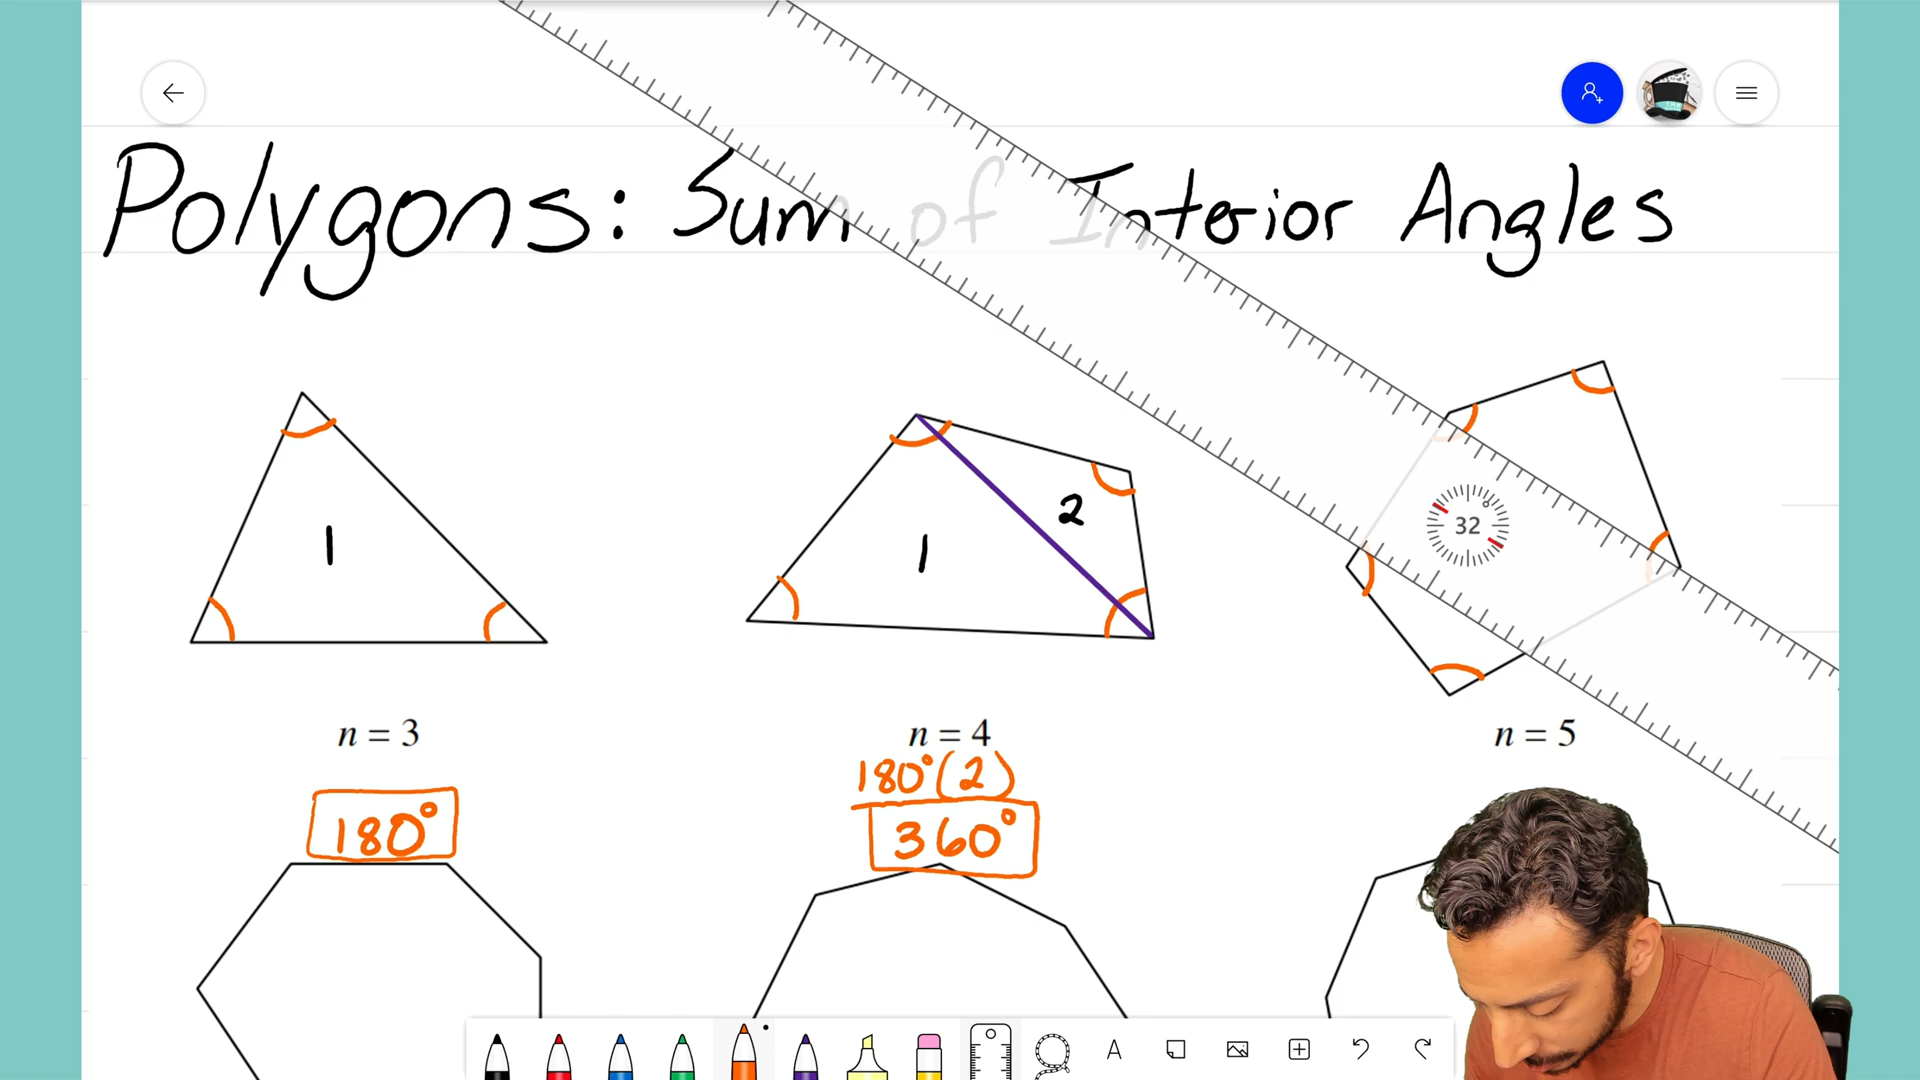 Polygons: Sum of Interior Angles
1
1
2
32°
n = 3
n = 4
n = 5
180°
180°(2)
360°
A